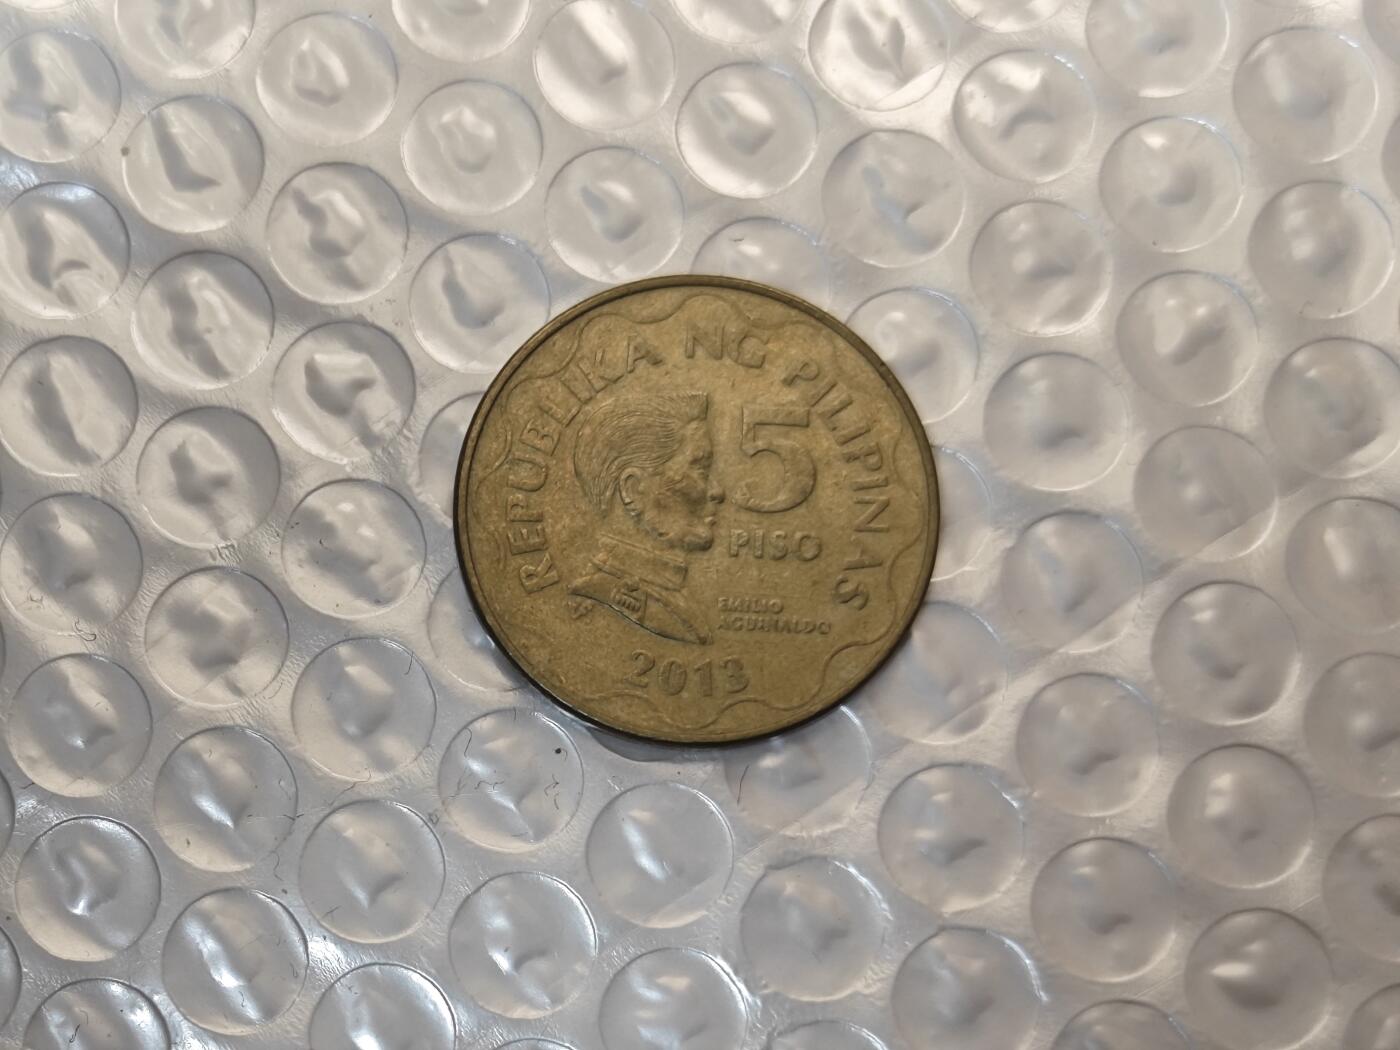 REPUBLIKA NG PILIPINAS
5
PISO
EMILIO
AGUINALDO
2013